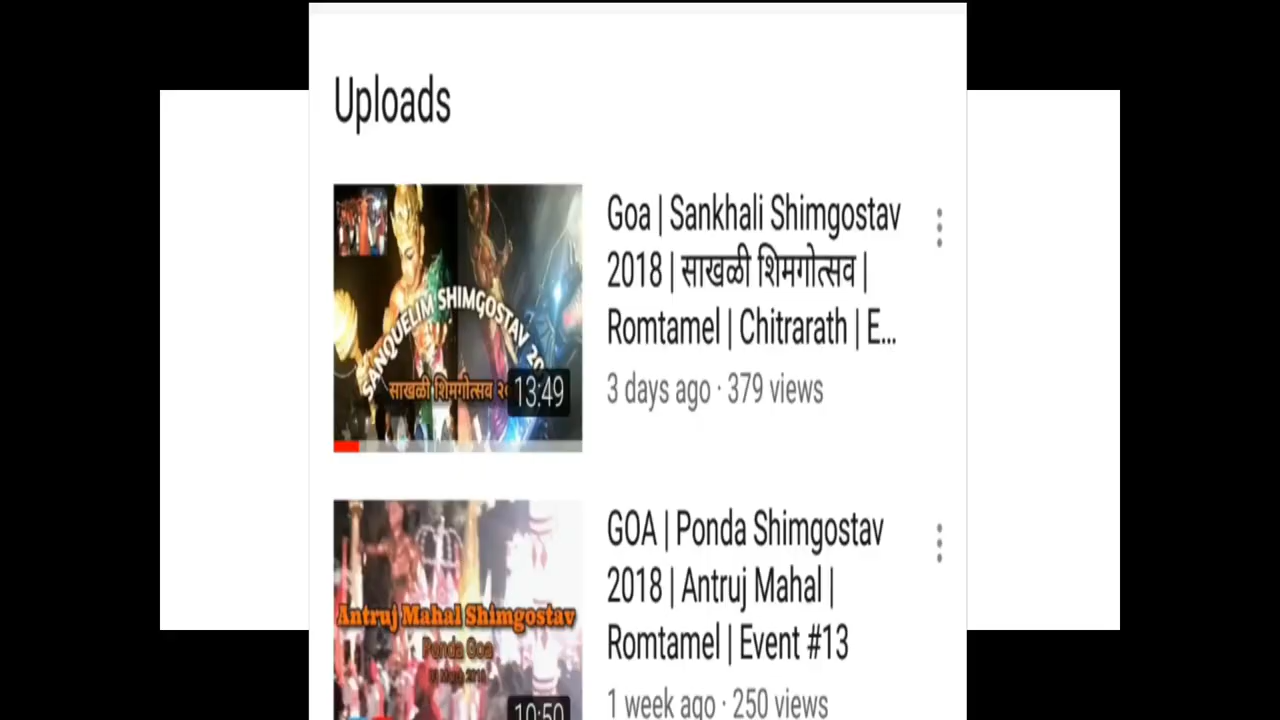 Uploads
Goa | Sankhali Shimgostav
2018 | साखळी शिमगोत्सव |
Romtamel | Chitrarath | E...
3 days ago · 379 views
SANQUELIM SHIMGOSTAV 20
साखळी शिमगोत्सव २०
13:49
GOA | Ponda Shimgostav
2018 | Antruj Mahal |
Romtamel | Event #13
1 week ago · 250 views
Antruj Mahal Shimgostav
Ponda Goa
10:50